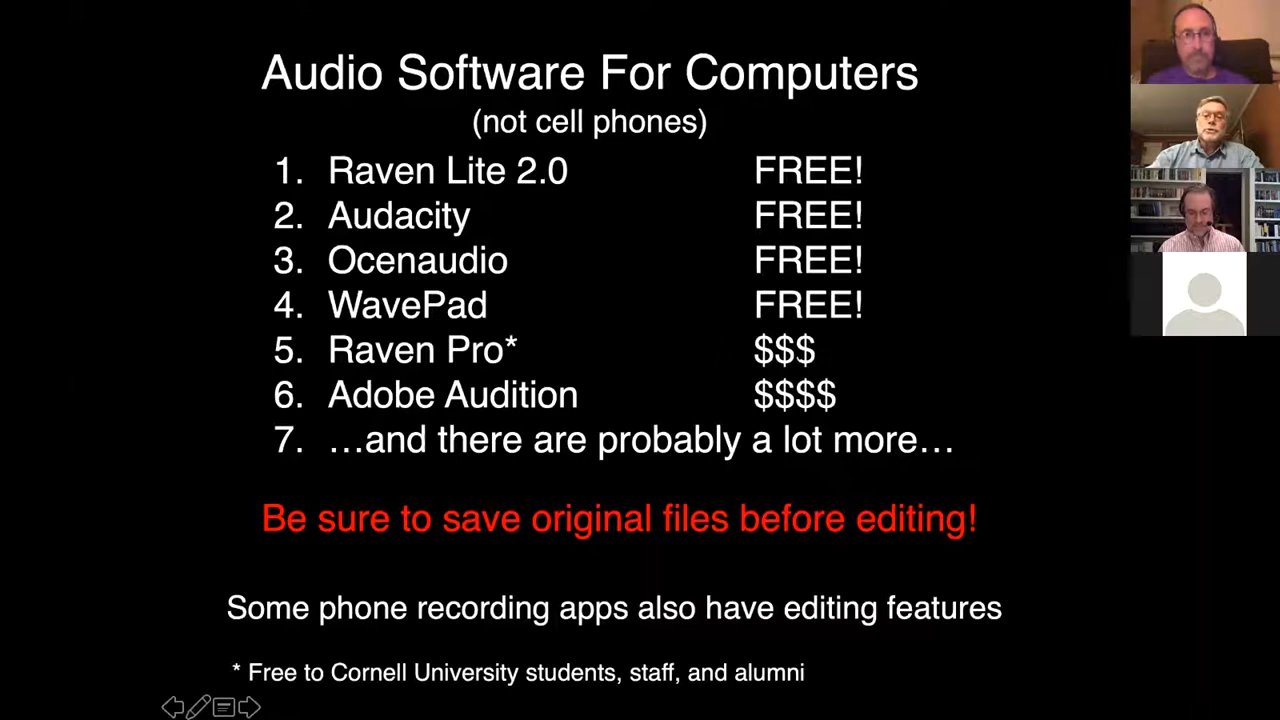 Audio Software For Computers
(not cell phones)
1. Raven Lite 2.0 FREE!
2. Audacity FREE!
3. Ocenaudio FREE!
4. WavePad FREE!
5. Raven Pro* $$$
6. Adobe Audition $$$$
7. …and there are probably a lot more…
Be sure to save original files before editing!
Some phone recording apps also have editing features
* Free to Cornell University students, staff, and alumni